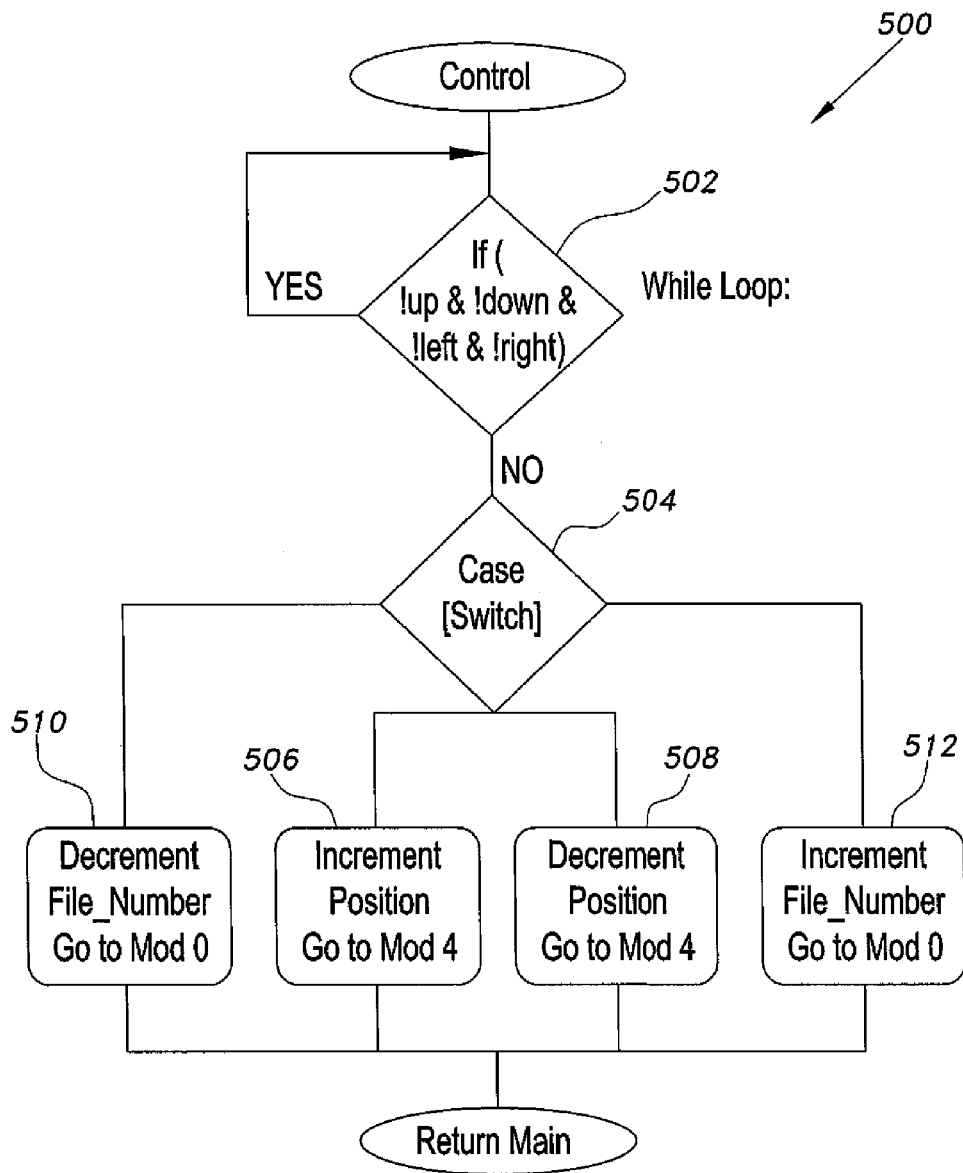 500
Control
502
If (
!up & !down &
!left & !right)
YES
While Loop:
NO
504
Case
[Switch]
510
506
508
512
Decrement
File_Number
Go to Mod 0
Increment
Position
Go to Mod 4
Decrement
Position
Go to Mod 4
Increment
File_Number
Go to Mod 0
Return Main